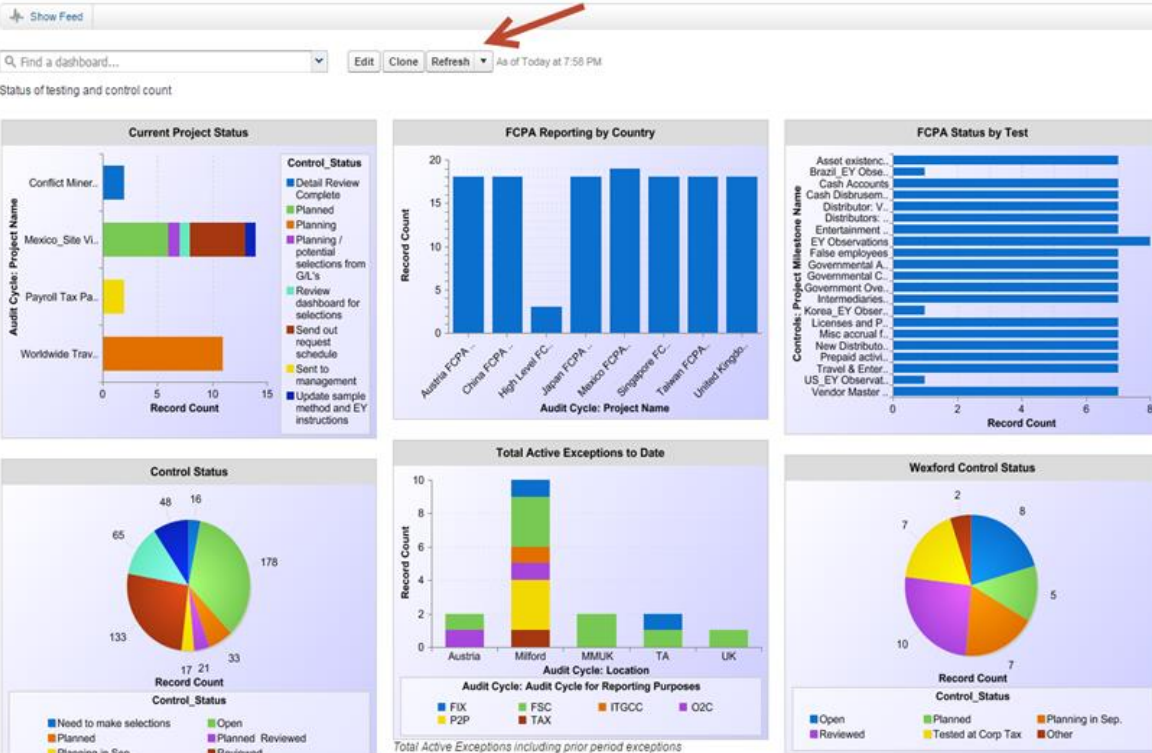 Show Feed
Find a dashboard...
Edit Clone Refresh As of Today at 7:58 PM
Status of testing and control count
Current Project Status
Audit Cycle: Project Name
Conflict Miner..
Mexico_Site Vi..
Payroll Tax Pa..
Worldwide Trav..
0 5 10 15
Record Count
Control_Status
Detail Review
Complete
Planned
Planning
Planning /
potential
selections from
G/L's
Review
dashboard for
selections
Send out
request
schedule
Sent to
management
Update sample
method and EY
instructions
FCPA Reporting by Country
Record Count
20
15
10
5
0
Austria FCPA ..
China FCPA ..
High Level FC..
Japan FCPA ..
Mexico FCPA..
Singapore FC..
Taiwan FCPA..
United Kingdo..
Audit Cycle: Project Name
FCPA Status by Test
Controls: Project Milestone Name
Asset existenc..
Brazil_EY Obse..
Cash Accounts
Cash Disbrusem..
Distributor: V..
Distributors: ..
Entertainment ..
EY Observations
False employees
Governmental A..
Governmental C..
Government Ove..
Intermediaries..
Korea_EY Obser..
Licenses and P..
Misc accrual f..
New Distributo..
Prepaid activi..
Travel & Enter..
US_EY Observat..
Vendor Master ..
0 2 4 6 8
Record Count
Control Status
16
178
33
21
17
133
65
48
Record Count
Control_Status
Need to make selections Open
Planned Planned Reviewed
Planning in Sep. Reviewed
Total Active Exceptions to Date
Record Count
10
8
6
4
2
0
Austria Milford MMUK TA UK
Audit Cycle: Location
Audit Cycle: Audit Cycle for Reporting Purposes
FIX FSC ITGCC O2C
P2P TAX
Total Active Exceptions including prior period exceptions
Wexford Control Status
2
8
5
7
10
7
Record Count
Control_Status
Open Planned Planning in Sep.
Reviewed Tested at Corp Tax Other